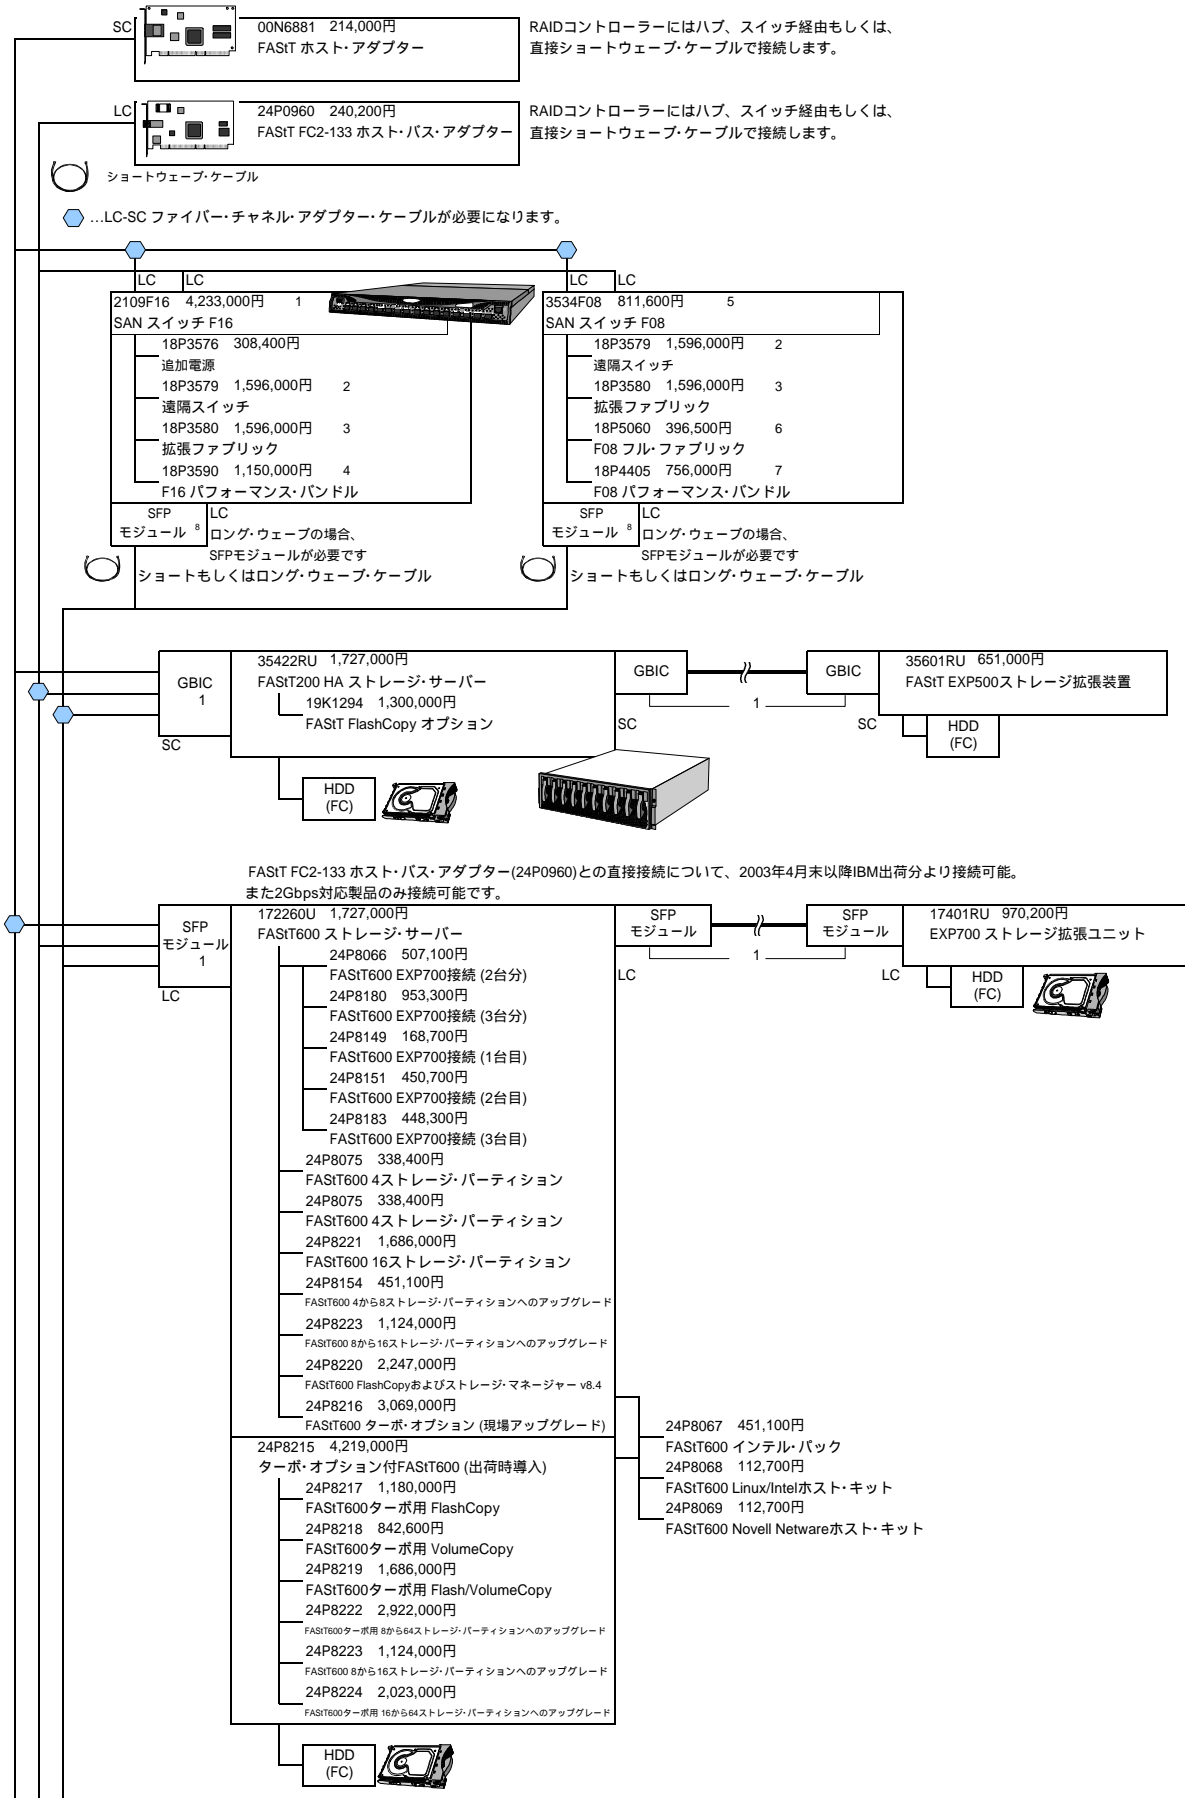 SC
00N6881 214,000円
FAStT ホスト・アダプター
RAIDコントローラーにはハブ、スイッチ経由もしくは、
直接ショートウェーブ・ケーブルで接続します。
LC
24P0960 240,200円
FAStT FC2-133 ホスト・バス・アダプター
RAIDコントローラーにはハブ、スイッチ経由もしくは、
直接ショートウェーブ・ケーブルで接続します。
ショートウェーブ・ケーブル
…LC-SC ファイバー・チャネル・アダプター・ケーブルが必要になります。
LC LC
2109F16 4,233,000円 1
SAN スイッチ F16
18P3576 308,400円
追加電源
18P3579 1,596,000円 2
遠隔スイッチ
18P3580 1,596,000円 3
拡張ファブリック
18P3590 1,150,000円 4
F16 パフォーマンス・バンドル
SFP
モジュール 8
LC
ロング・ウェーブの場合、
SFPモジュールが必要です
ショートもしくはロング・ウェーブ・ケーブル
LC LC
3534F08 811,600円 5
SAN スイッチ F08
18P3579 1,596,000円 2
遠隔スイッチ
18P3580 1,596,000円 3
拡張ファブリック
18P5060 396,500円 6
F08 フル・ファブリック
18P4405 756,000円 7
F08 パフォーマンス・バンドル
SFP
モジュール 8
LC
ロング・ウェーブの場合、
SFPモジュールが必要です
ショートもしくはロング・ウェーブ・ケーブル
GBIC
1
SC
35422RU 1,727,000円
FAStT200 HA ストレージ・サーバー
19K1294 1,300,000円
FAStT FlashCopy オプション
HDD
(FC)
GBIC
SC
1
GBIC
SC
35601RU 651,000円
FAStT EXP500ストレージ拡張装置
HDD
(FC)
FAStT FC2-133 ホスト・バス・アダプター(24P0960)との直接接続について、2003年4月末以降IBM出荷分より接続可能。
また2Gbps対応製品のみ接続可能です。
SFP
モジュール
1
LC
172260U 1,727,000円
FAStT600 ストレージ・サーバー
24P8066 507,100円
FAStT600 EXP700接続 (2台分)
24P8180 953,300円
FAStT600 EXP700接続 (3台分)
24P8149 168,700円
FAStT600 EXP700接続 (1台目)
24P8151 450,700円
FAStT600 EXP700接続 (2台目)
24P8183 448,300円
FAStT600 EXP700接続 (3台目)
24P8075 338,400円
FAStT600 4ストレージ・パーティション
24P8075 338,400円
FAStT600 4ストレージ・パーティション
24P8221 1,686,000円
FAStT600 16ストレージ・パーティション
24P8154 451,100円
FAStT600 4から8ストレージ・パーティションへのアップグレード
24P8223 1,124,000円
FAStT600 8から16ストレージ・パーティションへのアップグレード
24P8220 2,247,000円
FAStT600 FlashCopyおよびストレージ・マネージャー v8.4
24P8216 3,069,000円
FAStT600 ターボ・オプション (現場アップグレード)
SFP
モジュール
LC
1
SFP
モジュール
LC
17401RU 970,200円
EXP700 ストレージ拡張ユニット
HDD
(FC)
24P8067 451,100円
FAStT600 インテル・パック
24P8068 112,700円
FAStT600 Linux/Intelホスト・キット
24P8069 112,700円
FAStT600 Novell Netwareホスト・キット
24P8215 4,219,000円
ターボ・オプション付FAStT600 (出荷時導入)
24P8217 1,180,000円
FAStT600ターボ用 FlashCopy
24P8218 842,600円
FAStT600ターボ用 VolumeCopy
24P8219 1,686,000円
FAStT600ターボ用 Flash/VolumeCopy
24P8222 2,922,000円
FAStT600ターボ用 8から64ストレージ・パーティションへのアップグレード
24P8223 1,124,000円
FAStT600 8から16ストレージ・パーティションへのアップグレード
24P8224 2,023,000円
FAStT600ターボ用 16から64ストレージ・パーティションへのアップグレード
HDD
(FC)